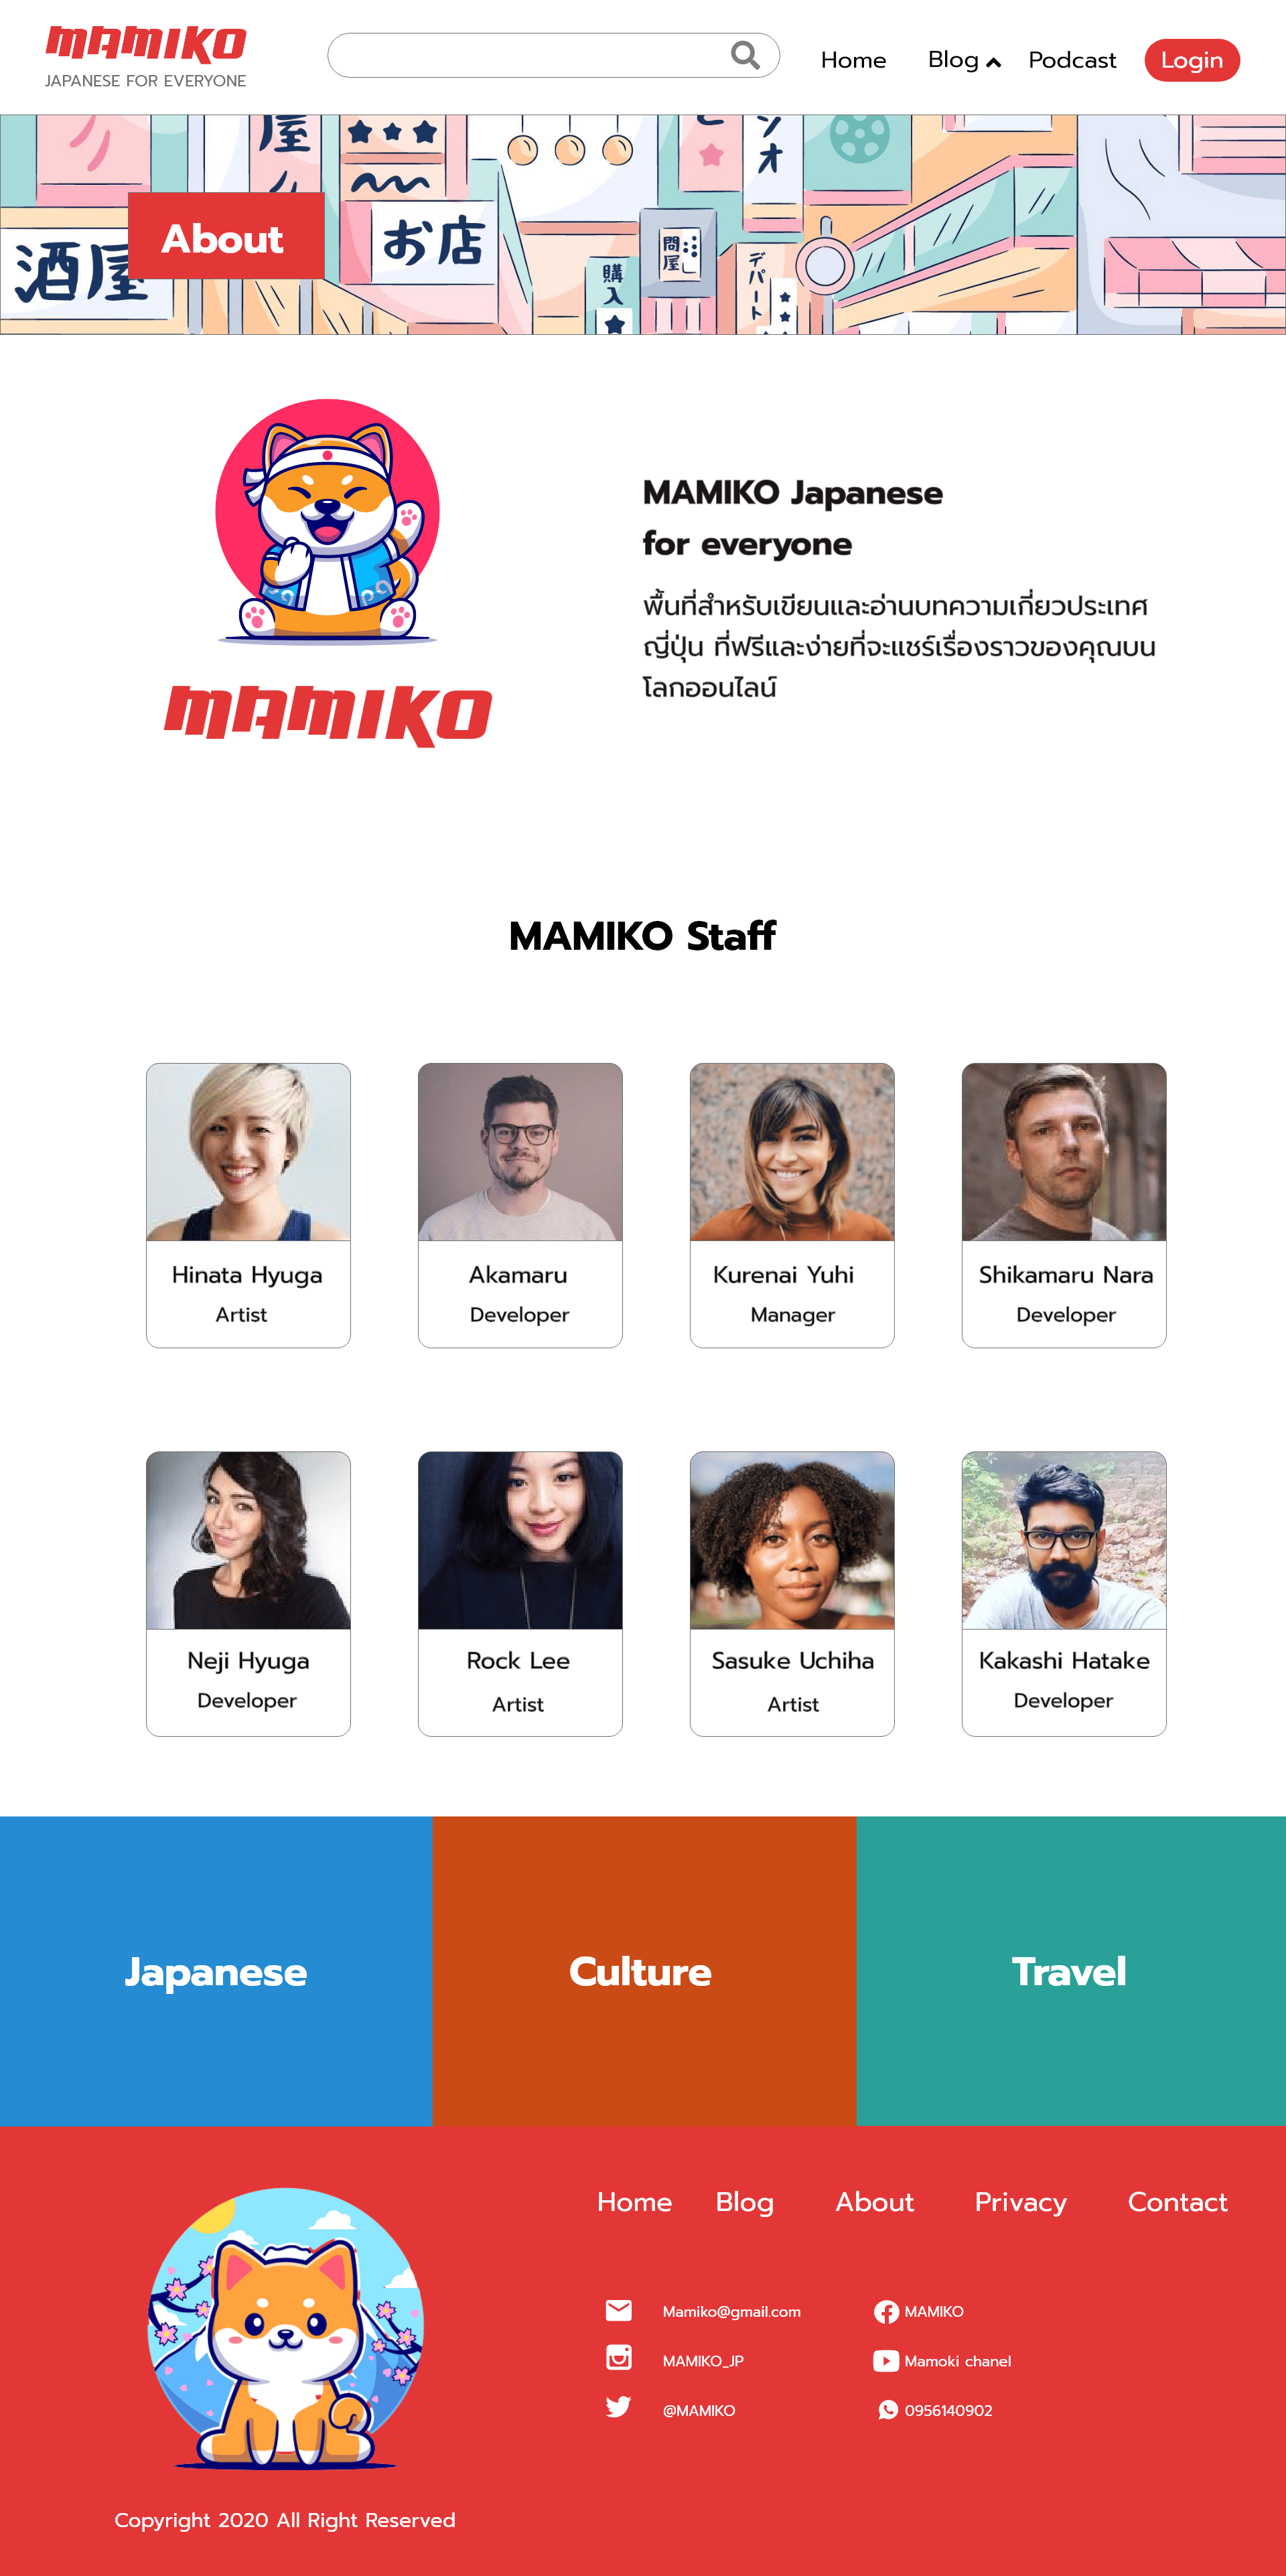 MAMIKO
JAPANESE FOR EVERYONE
Home Blog Podcast Login
お店
酒屋
購入
問屋
デパート
About
MAMIKO Japanese
for everyone
พื้นที่สำหรับเขียนและอ่านบทความเกี่ยวประเทศ
ญี่ปุ่น ที่ฟรีและง่ายที่จะแชร์เรื่องราวของคุณบน
โลกออนไลน์
MAMIKO
MAMIKO Staff
Hinata Hyuga
Artist
Akamaru
Developer
Kurenai Yuhi
Manager
Shikamaru Nara
Developer
Neji Hyuga
Developer
Rock Lee
Artist
Sasuke Uchiha
Artist
Kakashi Hatake
Developer
Japanese
Culture
Travel
Home Blog About Privacy Contact
Mamiko@gmail.com
MAMIKO
MAMIKO_JP
Mamoki chanel
@MAMIKO
0956140902
Copyright 2020 All Right Reserved